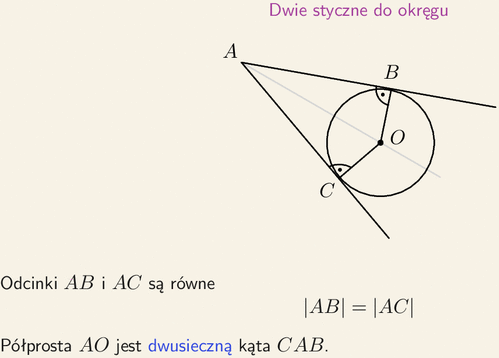 Dwie styczne do okręgu
A
B
O
C
Odcinki AB i AC są równe
|AB| = |AC|
Półprosta AO jest dwusieczną kąta CAB.